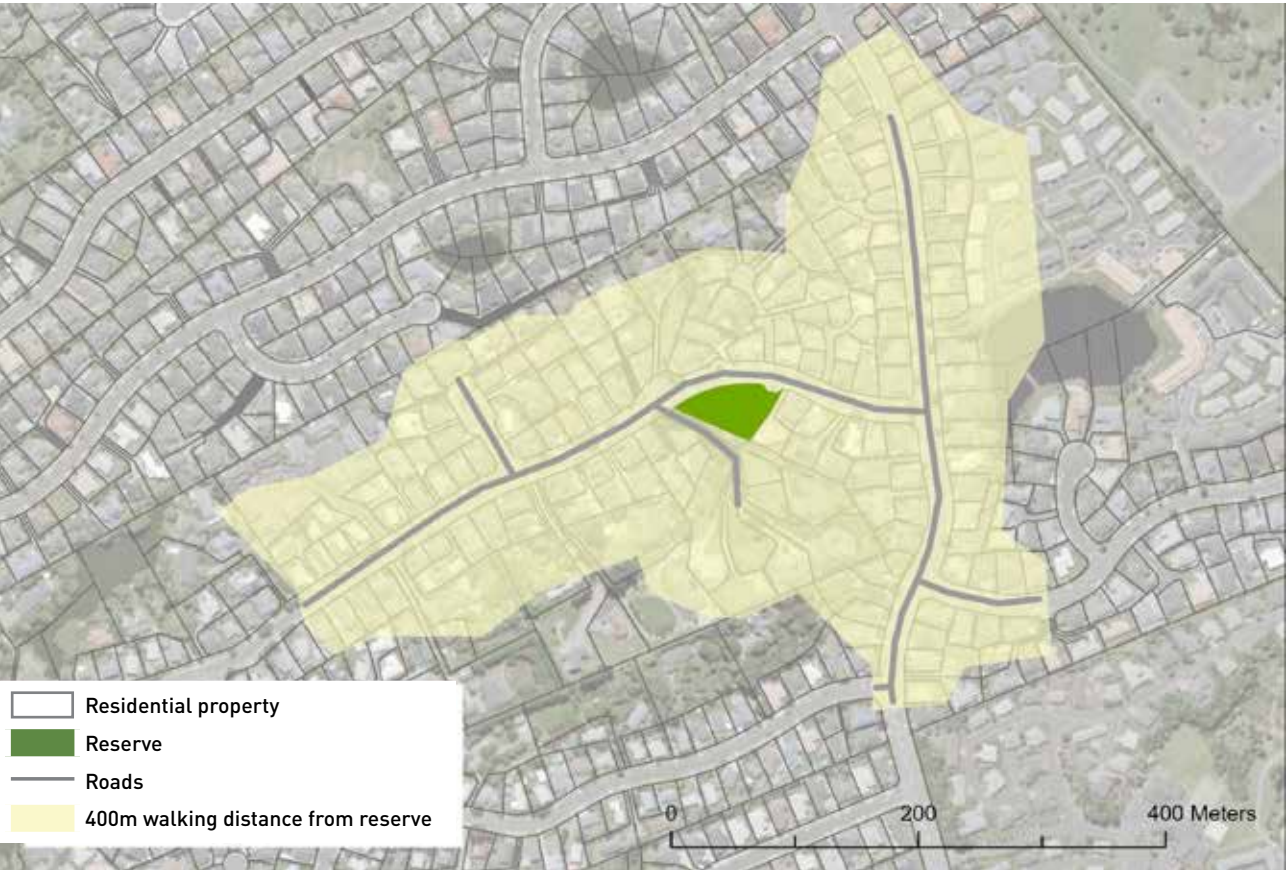 Residential property
Reserve
Roads
400m walking distance from reserve
0 200 400 Meters